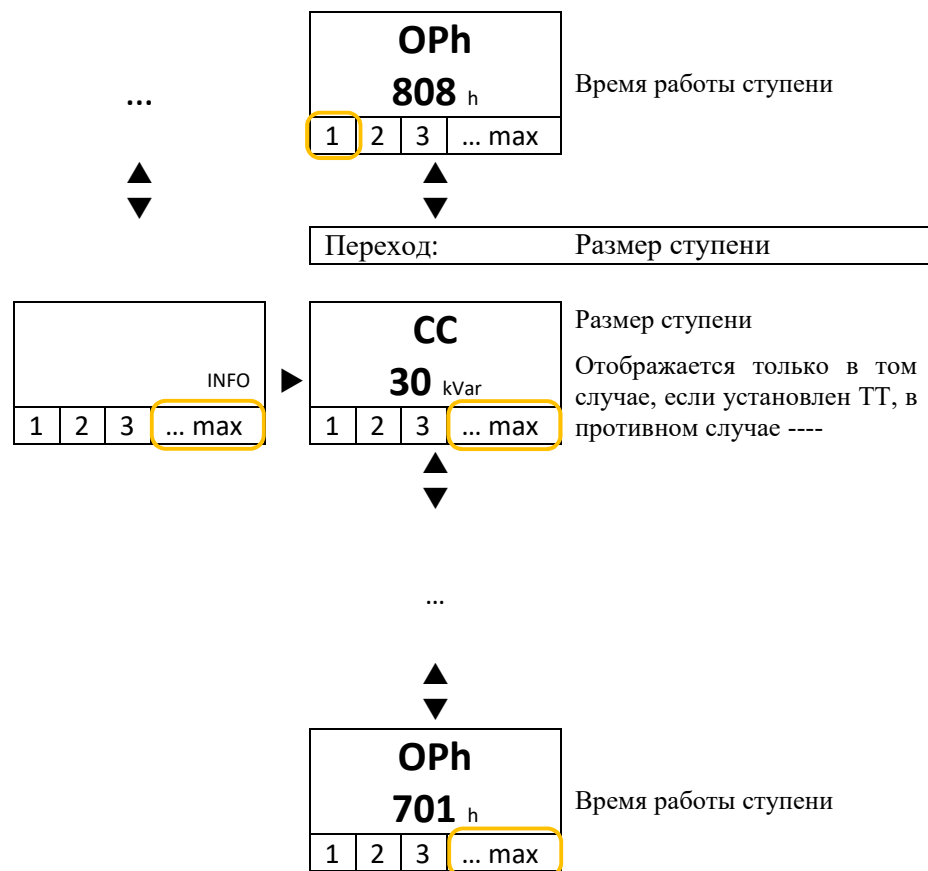 OPh
808 h
Время работы ступени
...
1 2 3 ... max
Переход: Размер ступени
INFO
1 2 3 ... max
CC
30 kVar
1 2 3 ... max
Размер ступени
Отображается только в том
случае, если установлен ТТ, в
противном случае ----
...
OPh
701 h
Время работы ступени
1 2 3 ... max